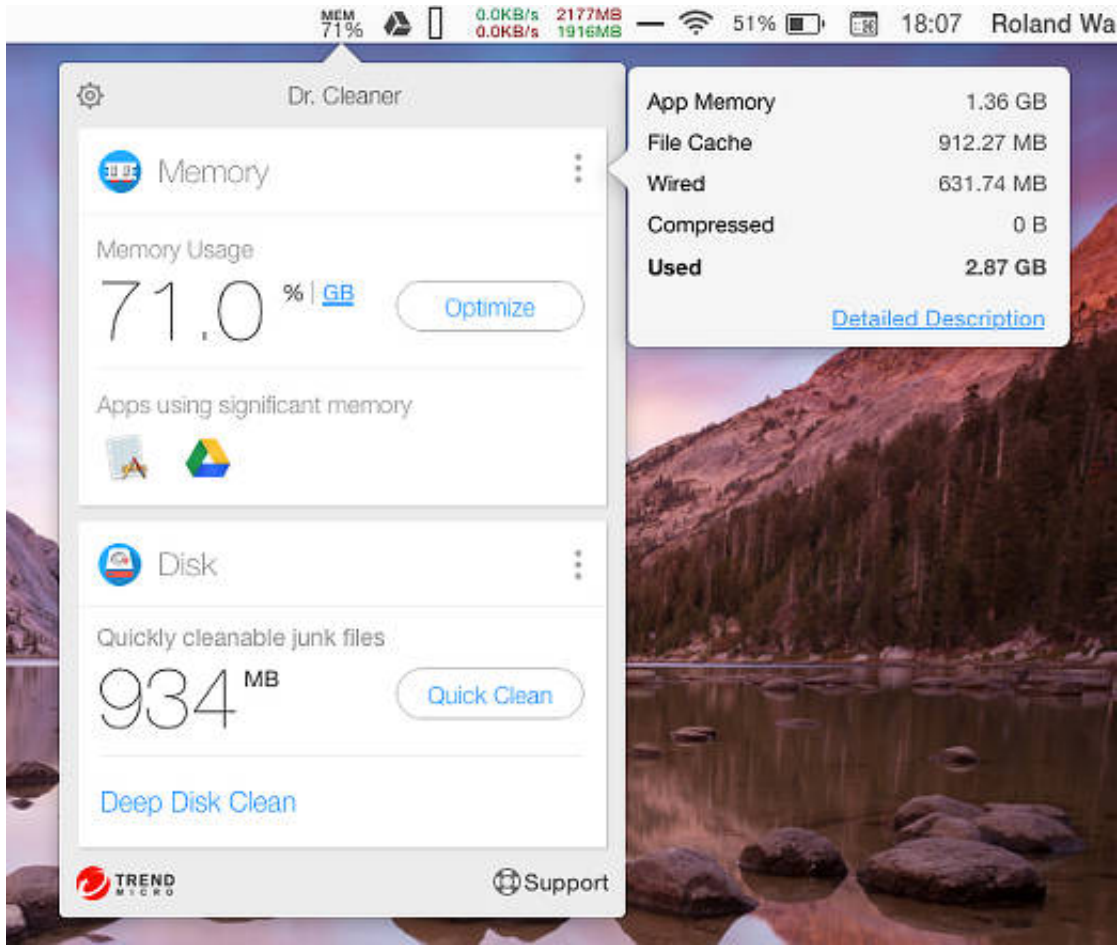 MEM
71%
0.0KB/s 2177MB
0.0KB/s 1916MB
51%
18:07
Roland Wa
Dr. Cleaner
Memory
Memory Usage
71.0 % | GB
Optimize
Apps using significant memory
Disk
Quickly cleanable junk files
934 MB
Quick Clean
Deep Disk Clean
TREND
MICRO
Support
App Memory 1.36 GB
File Cache 912.27 MB
Wired 631.74 MB
Compressed 0 B
Used 2.87 GB
Detailed Description